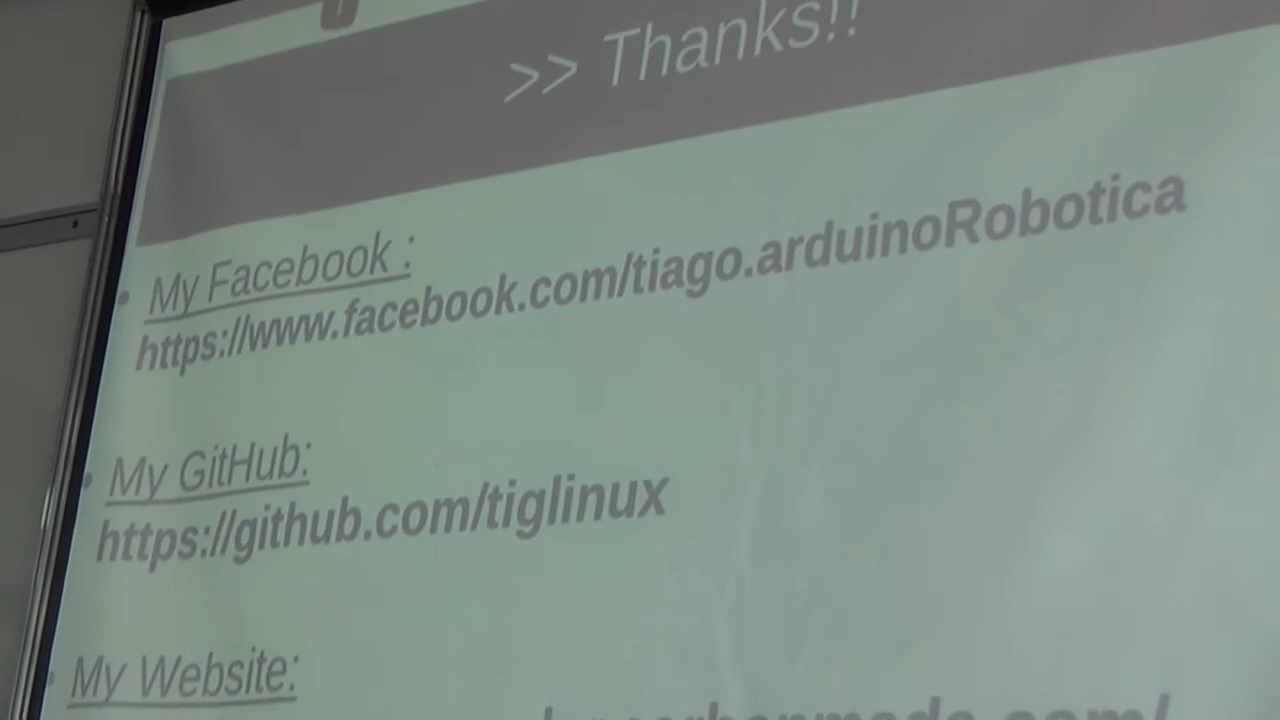 >> Thanks!!
My Facebook :
https://www.facebook.com/tiago.arduinoRobotica
My GitHub:
https://github.com/tiglinux
My Website: